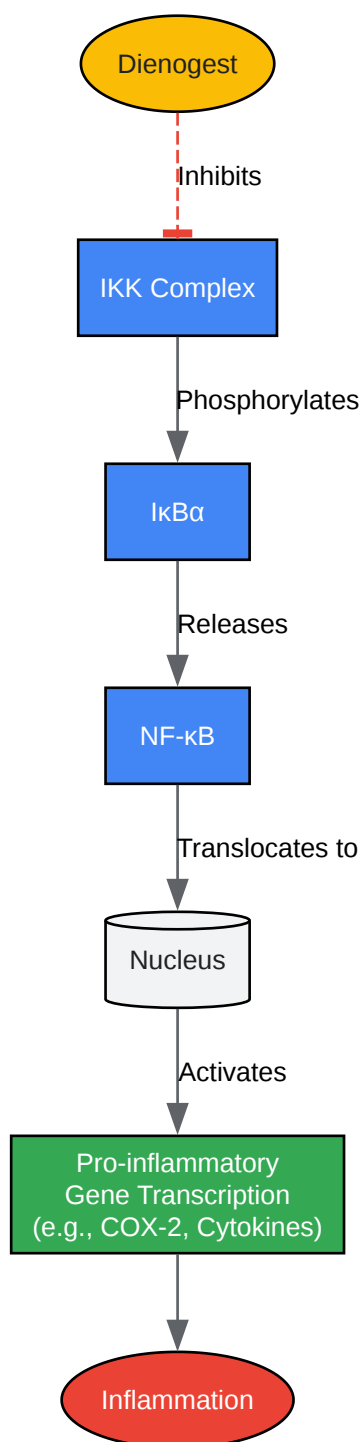 Dienogest
Inhibits
IKK Complex
Phosphorylates
IκBα
Releases
NF-κB
Translocates to
Nucleus
Activates
Pro-inflammatory
Gene Transcription
(e.g., COX-2, Cytokines)
Inflammation